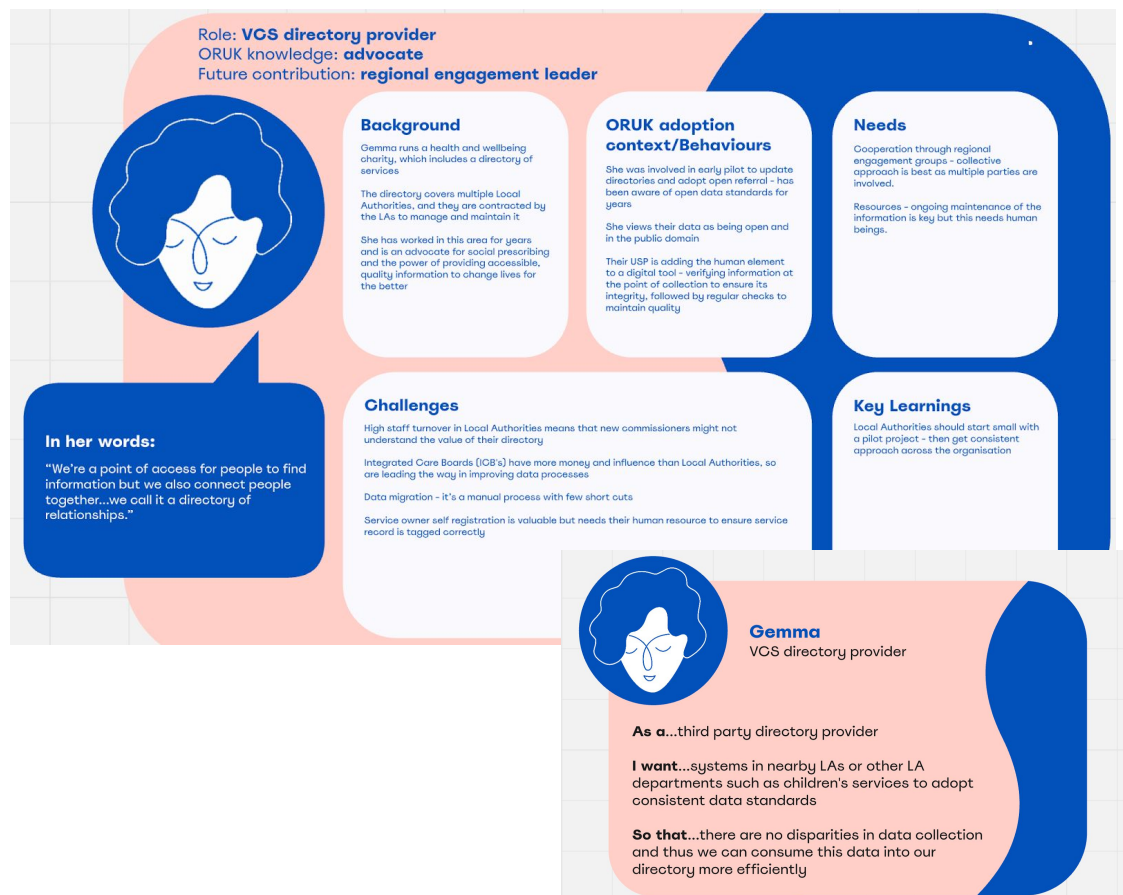 Role: VCS directory provider
ORUK knowledge: advocate
Future contribution: regional engagement leader
Background
Gemma runs a health and wellbeing
charity, which includes a directory of
services
The directory covers multiple Local
Authorities, and they are contracted by
the LAs to manage and maintain it
She has worked in this area for years
and is an advocate for social prescribing
and the power of providing accessible,
quality information to change lives for
the better
ORUK adoption
context/Behaviours
She was involved in early pilot to update
directories and adopt open referral - has
been aware of open data standards for
years
She views their data as being open and
in the public domain
Their USP is adding the human element
to a digital tool - verifying information at
the point of collection to ensure its
integrity, followed by regular checks to
maintain quality
Needs
Cooperation through regional
engagement groups - collective
approach is best as multiple parties are
involved.
Resources - ongoing maintenance of the
information is key but this needs human
beings.
In her words:
“We’re a point of access for people to find
information but we also connect people
together...we call it a directory of
relationships.”
Challenges
High staff turnover in Local Authorities means that new commissioners might not
understand the value of their directory
Integrated Care Boards (ICB's) have more money and influence than Local Authorities, so
are leading the way in improving data processes
Data migration - it's a manual process with few short cuts
Service owner self registration is valuable but needs their human resource to ensure service
record is tagged correctly
Key Learnings
Local Authorities should start small with
a pilot project - then get consistent
approach across the organisation
Gemma
VCS directory provider
As a...third party directory provider
I want...systems in nearby LAs or other LA
departments such as children's services to adopt
consistent data standards
So that...there are no disparities in data collection
and thus we can consume this data into our
directory more efficiently